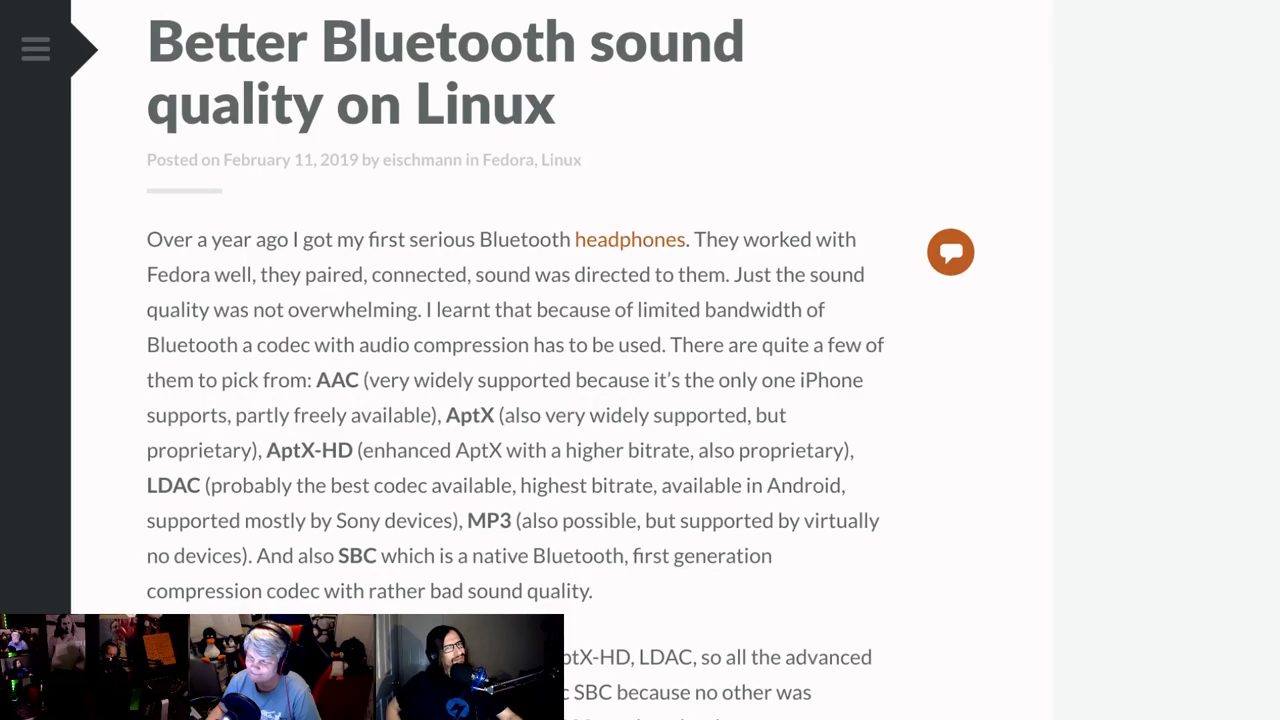 Better Bluetooth sound
quality on Linux
Posted on February 11, 2019 by eischmann in Fedora, Linux
Over a year ago I got my first serious Bluetooth headphones. They worked with
Fedora well, they paired, connected, sound was directed to them. Just the sound
quality was not overwhelming. I learnt that because of limited bandwidth of
Bluetooth a codec with audio compression has to be used. There are quite a few of
them to pick from: AAC (very widely supported because it’s the only one iPhone
supports, partly freely available), AptX (also very widely supported, but
proprietary), AptX-HD (enhanced AptX with a higher bitrate, also proprietary),
LDAC (probably the best codec available, highest bitrate, available in Android,
supported mostly by Sony devices), MP3 (also possible, but supported by virtually
no devices). And also SBC which is a native Bluetooth, first generation
compression codec with rather bad sound quality.
ptX-HD, LDAC, so all the advanced
SBC because no other was